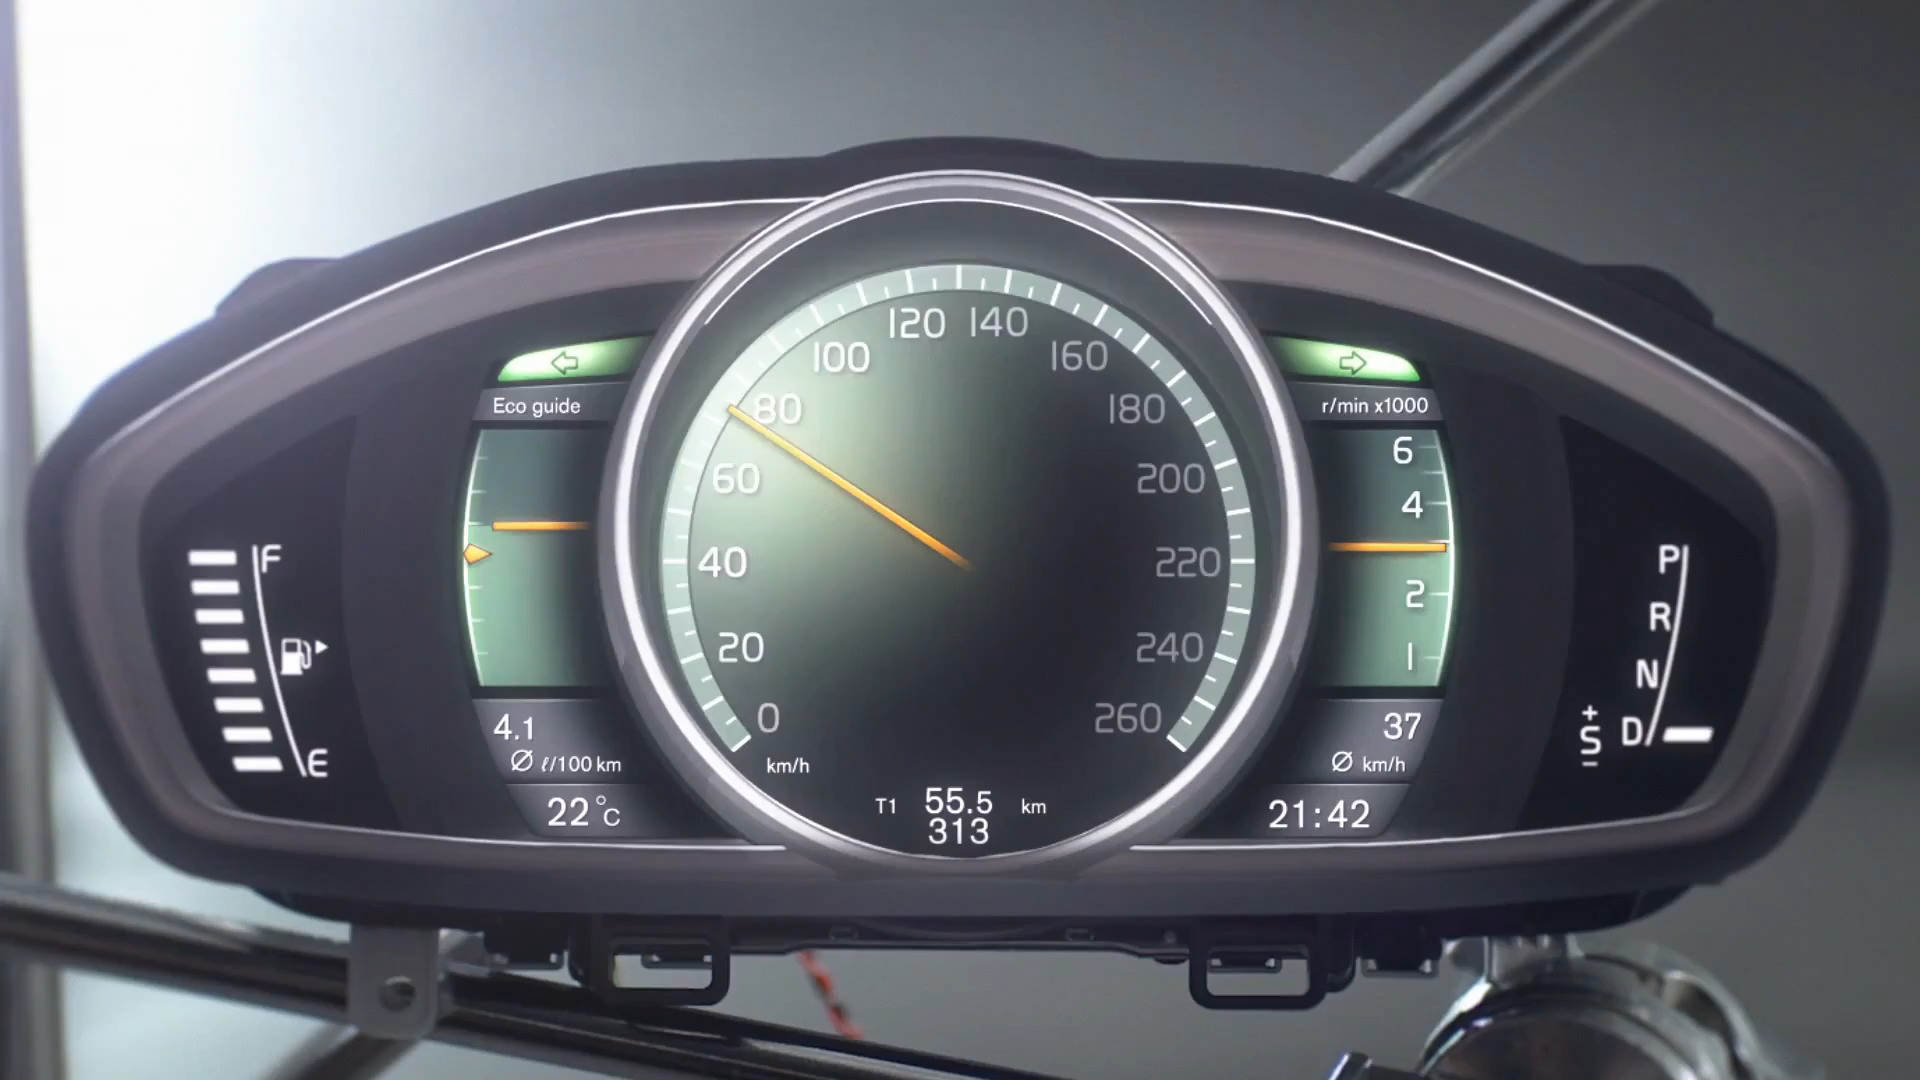 120 140
100 160
80 180
60 200
40 220
20 240
0 260
km/h
T1 55.5 km
313
Eco guide
4.1
Ø ℓ/100 km
22 °C
r/min x1000
6
4
2
1
37
Ø km/h
21:42
F
E
P
R
N
D
+
S
−